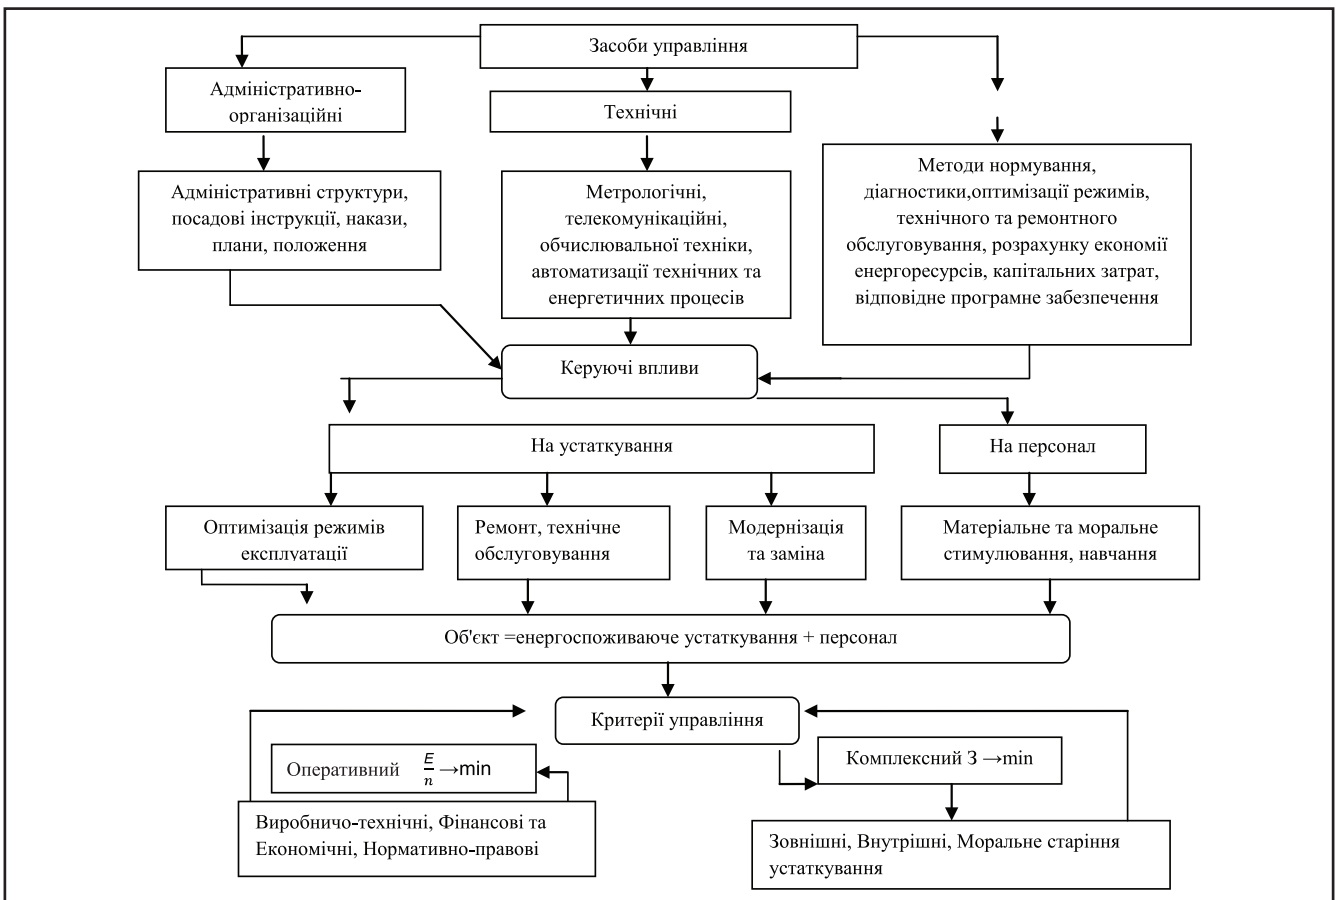 Засоби управління
Адміністративно-
організаційні
Технічні
Адміністративні структури,
посадові інструкції, накази,
плани, положення
Метрологічні,
телекомунікаційні,
обчислювальної техніки,
автоматизації технічних та
енергетичних процесів
Методи нормування,
діагностики,оптимізації режимів,
технічного та ремонтного
обслуговування, розрахунку економії
енергоресурсів, капітальних затрат,
відповідне програмне забезпечення
Керуючі впливи
На устаткування
На персонал
Оптимізація режимів
експлуатації
Ремонт, технічне
обслуговування
Модернізація
та заміна
Матеріальне та моральне
стимулювання, навчання
Об'єкт =енергоспоживаюче устаткування + персонал
Критерії управління
Оперативний E/n →min
Комплексний З →min
Виробничо-технічні, Фінансові та
Економічні, Нормативно-правові
Зовнішні, Внутрішні, Моральне старіння
устаткування